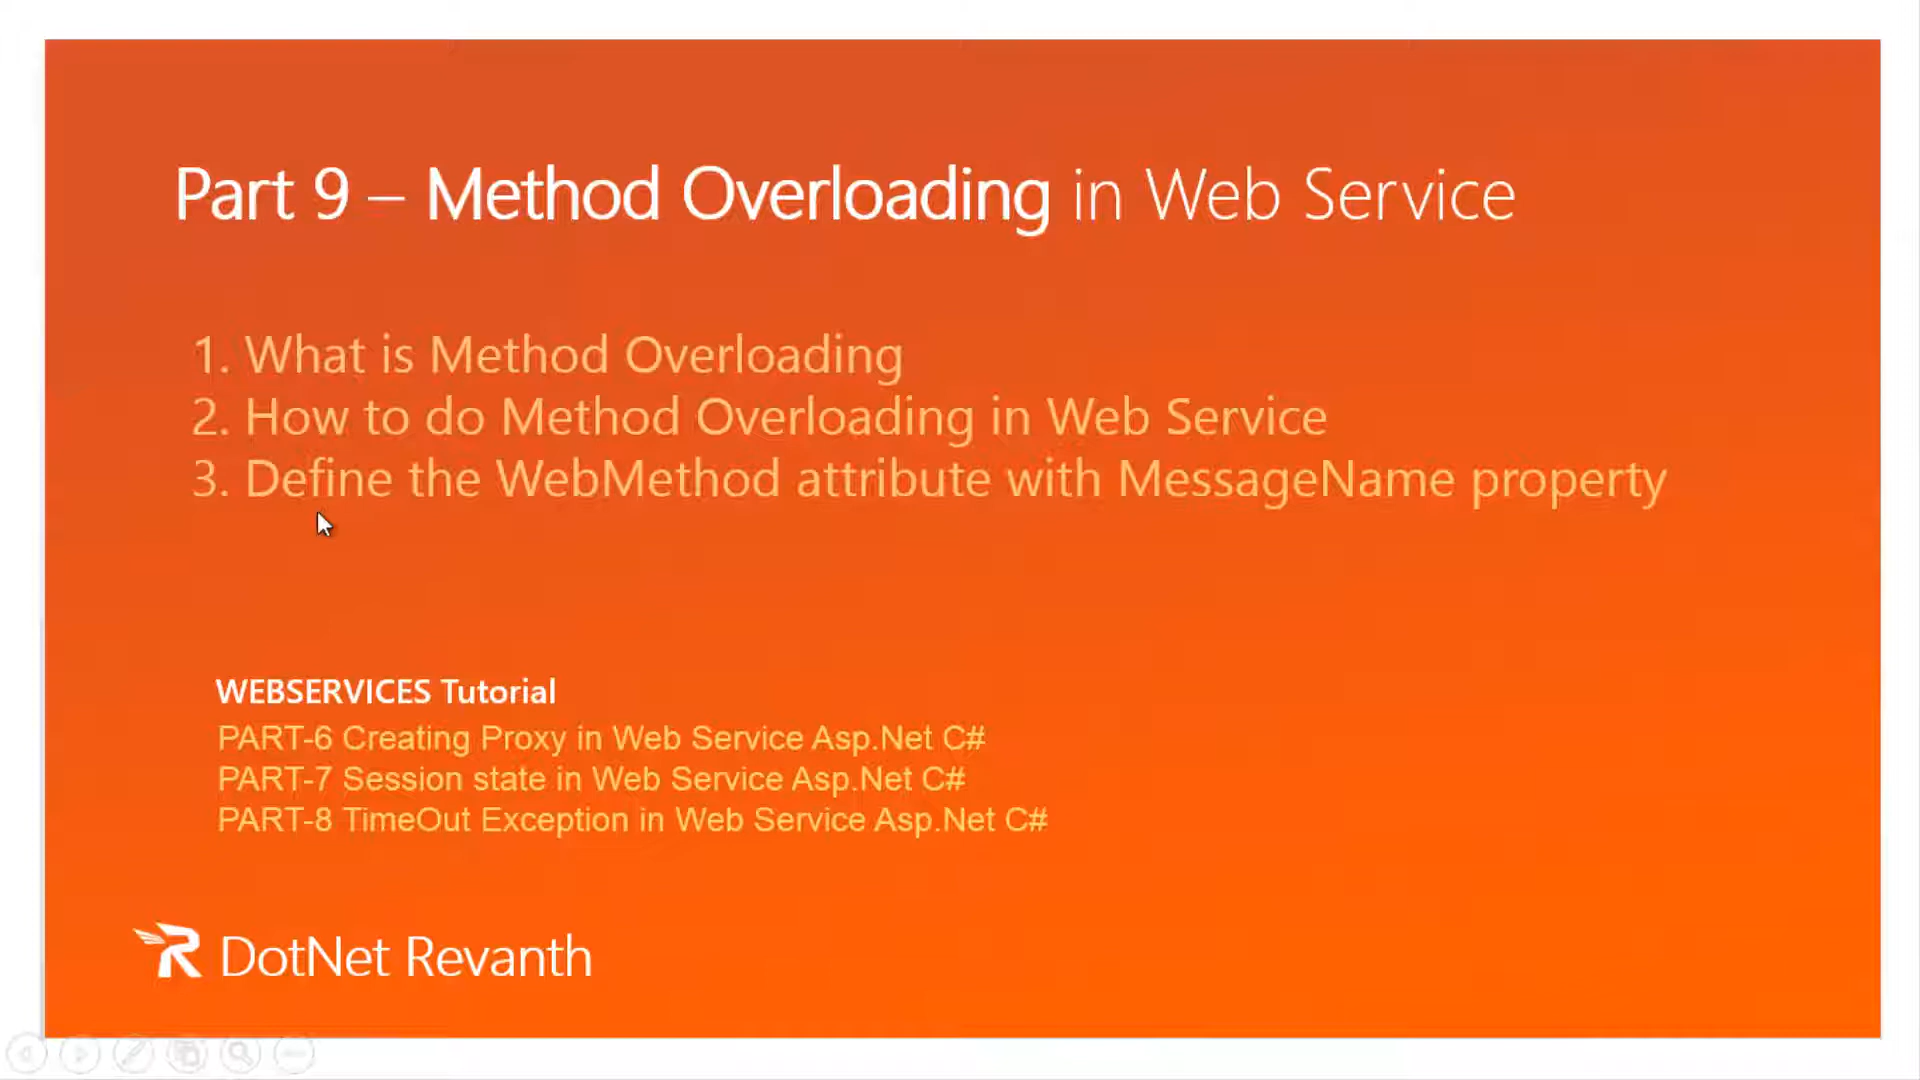 Part 9 – Method Overloading in Web Service
1. What is Method Overloading
2. How to do Method Overloading in Web Service
3. Define the WebMethod attribute with MessageName property
WEBSERVICES Tutorial
PART-6 Creating Proxy in Web Service Asp.Net C#
PART-7 Session state in Web Service Asp.Net C#
PART-8 TimeOut Exception in Web Service Asp.Net C#
R DotNet Revanth